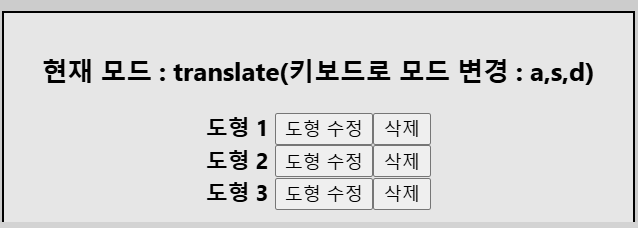 현재 모드 : translate(키보드로 모드 변경 : a,s,d)
도형 1 도형 수정 삭제
도형 2 도형 수정 삭제
도형 3 도형 수정 삭제